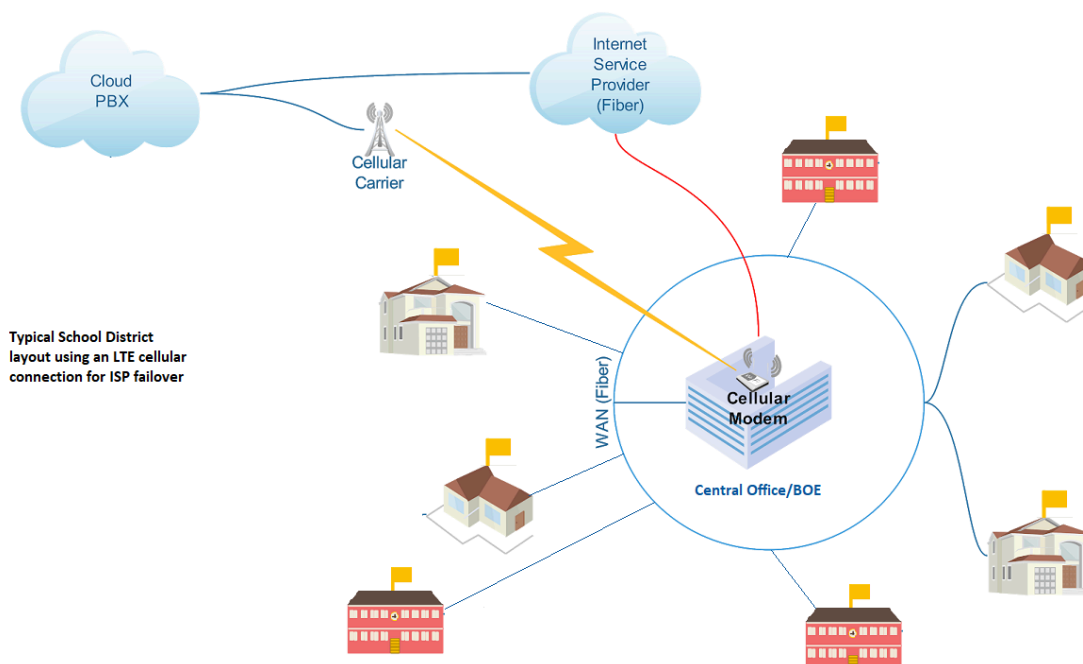 Cloud
PBX
Internet
Service
Provider
(Fiber)
Cellular
Carrier
Typical School District
layout using an LTE cellular
connection for ISP failover
WAN (Fiber)
Cellular
Modem
Central Office/BOE